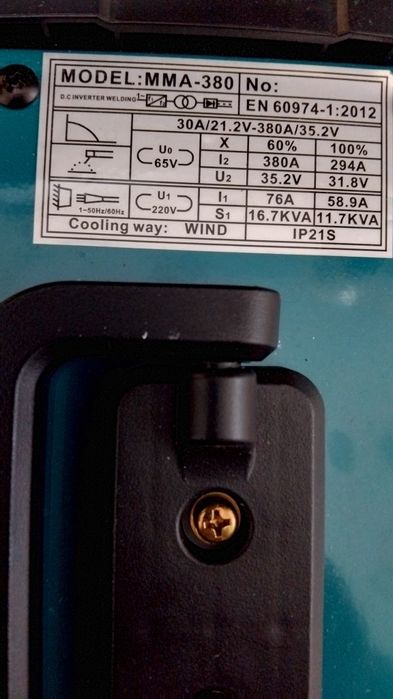 MODEL:MMA-380 No:
D.C INVERTER WELDING 1~ EN 60974-1:2012
30A/21.2V-380A/35.2V
X 60% 100%
U₀ 65V I₂ 380A 294A
U₂ 35.2V 31.8V
U₁ 220V I₁ 76A 58.9A
1~50Hz/60Hz S₁ 16.7KVA 11.7KVA
Cooling way: WIND IP21S